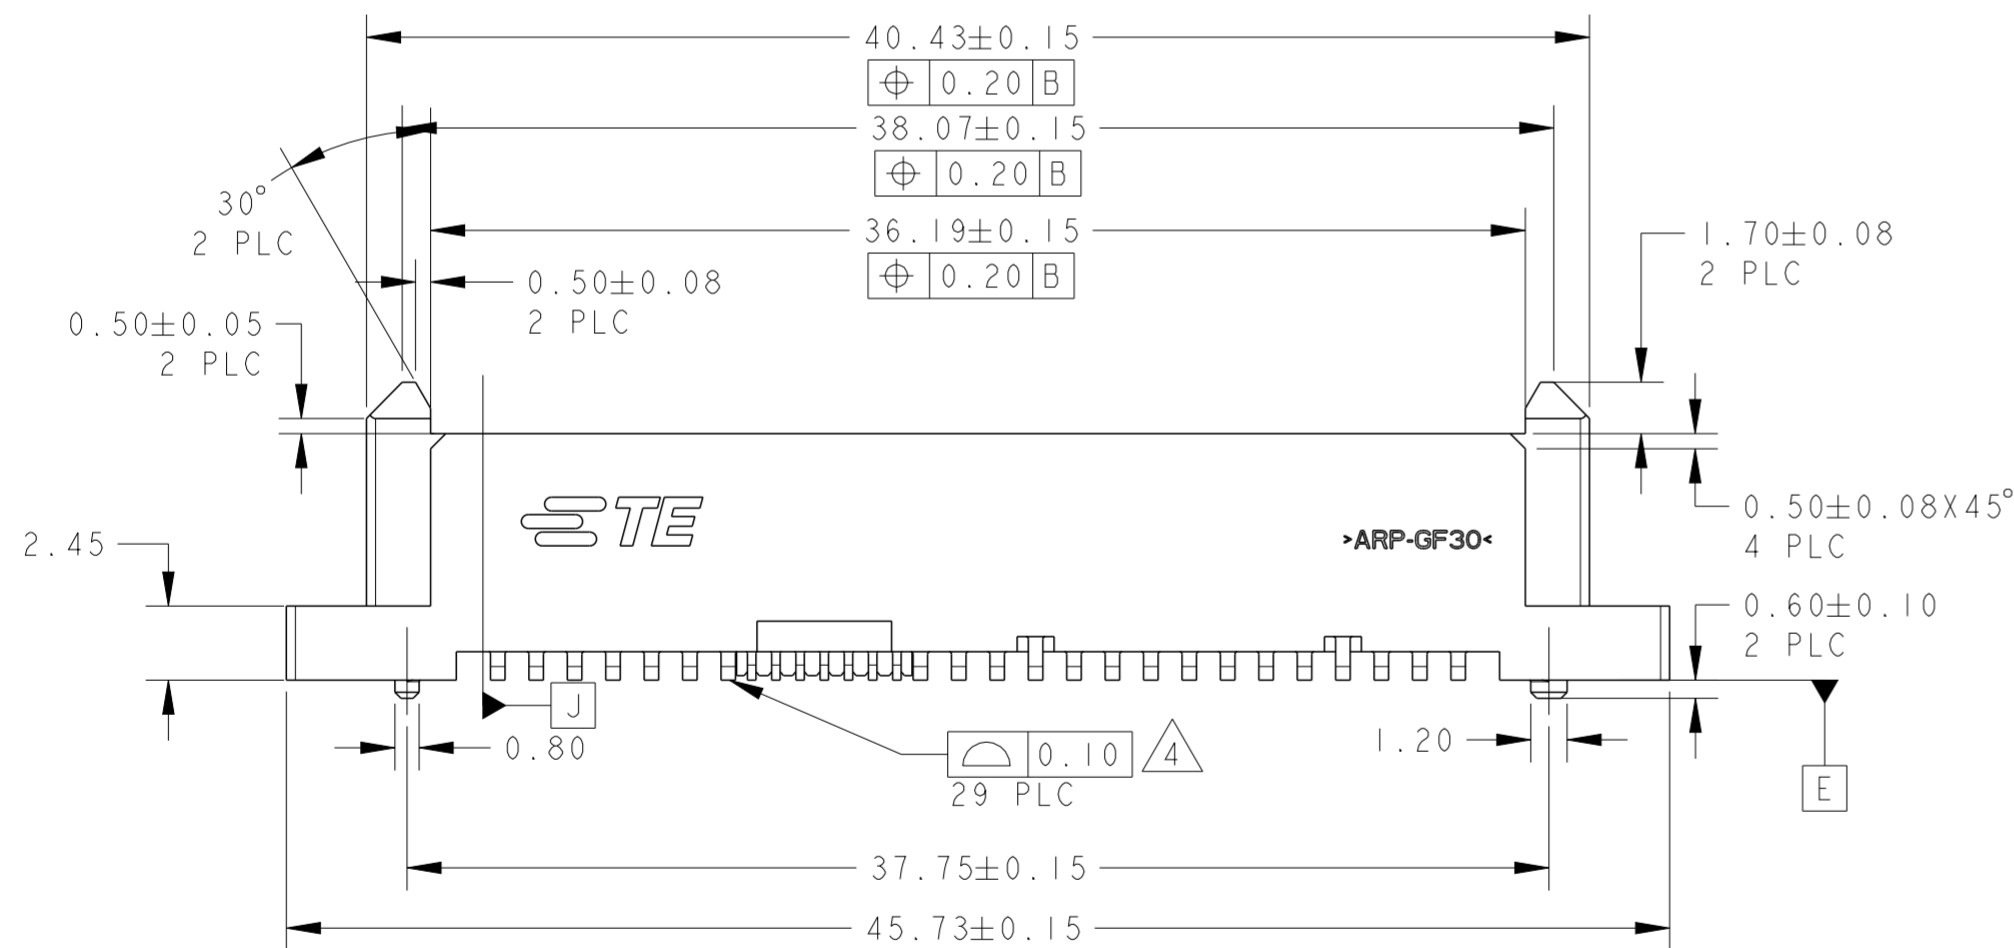 40.43±0.15
⌖ 0.20 B
38.07±0.15
⌖ 0.20 B
30°
2 PLC
36.19±0.15
⌖ 0.20 B
1.70±0.08
2 PLC
0.50±0.08
2 PLC
0.50±0.05
2 PLC
TE
>ARP-GF30<
0.50±0.08X45°
4 PLC
2.45
0.60±0.10
2 PLC
J
0.80
⌓ 0.10 4
29 PLC
1.20
E
37.75±0.15
45.73±0.15